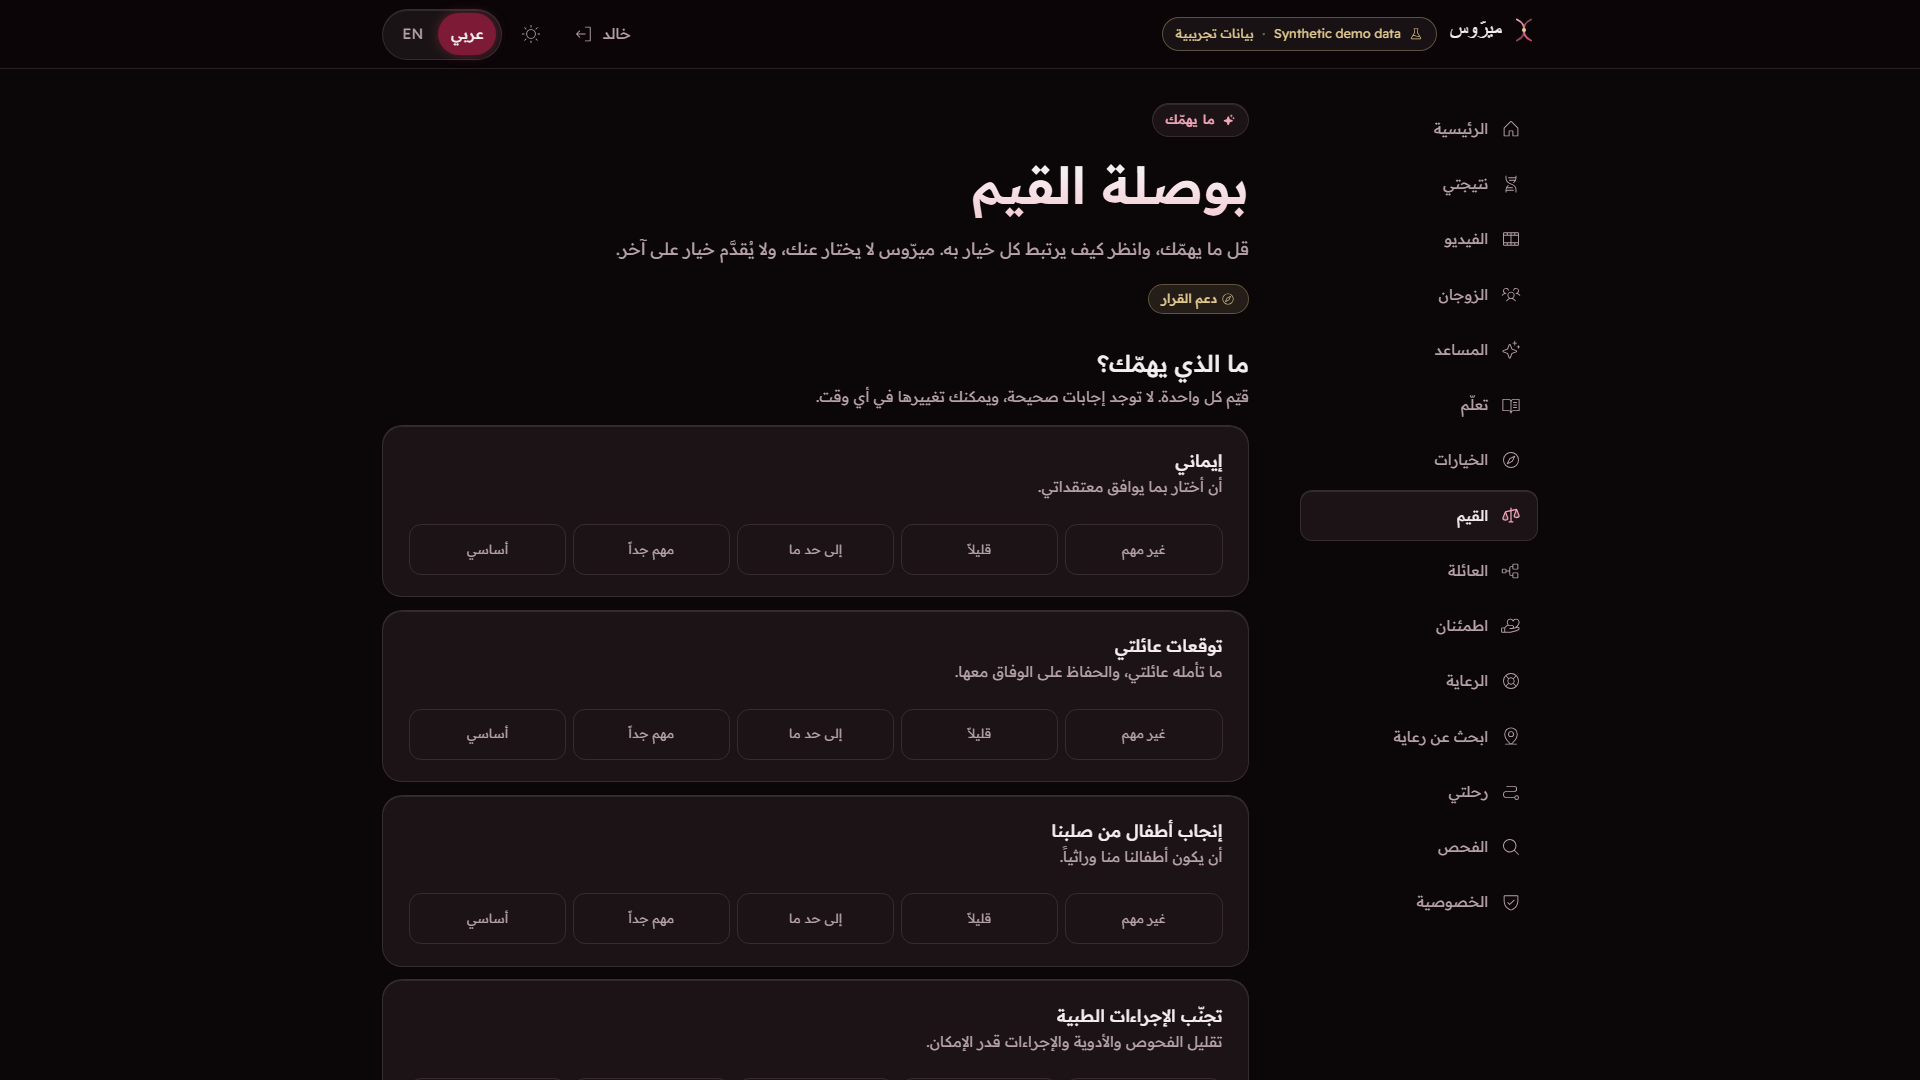 ميرّوس
Synthetic demo data · بيانات تجريبية
خالد
عربي
EN
الرئيسية
نتيجتي
الفيديو
الزوجان
المساعد
تعلّم
الخيارات
القيم
العائلة
اطمئنان
الرعاية
ابحث عن رعاية
رحلتي
الفحص
الخصوصية
ما يهمّك
بوصلة القيم
قل ما يهمّك، وانظر كيف يرتبط كل خيار به. ميرّوس لا يختار عنك، ولا يُقدَّم خيار على آخر.
دعم القرار
ما الذي يهمّك؟
قيّم كل واحدة. لا توجد إجابات صحيحة، ويمكنك تغييرها في أي وقت.
إيماني
أن أختار بما يوافق معتقداتي.
غير مهم
قليلاً
إلى حد ما
مهم جداً
أساسي
توقعات عائلتي
ما تأمله عائلتي، والحفاظ على الوفاق معها.
غير مهم
قليلاً
إلى حد ما
مهم جداً
أساسي
إنجاب أطفال من صلبنا
أن يكون أطفالنا منا وراثياً.
غير مهم
قليلاً
إلى حد ما
مهم جداً
أساسي
تجنّب الإجراءات الطبية
تقليل الفحوص والأدوية والإجراءات قدر الإمكان.